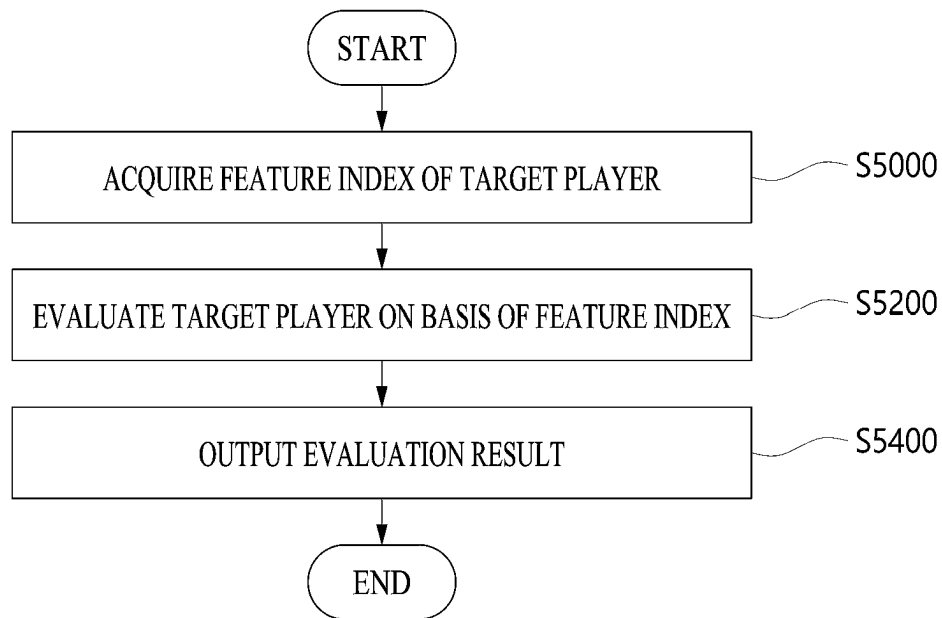 START
ACQUIRE FEATURE INDEX OF TARGET PLAYER
S5000
EVALUATE TARGET PLAYER ON BASIS OF FEATURE INDEX
S5200
OUTPUT EVALUATION RESULT
S5400
END